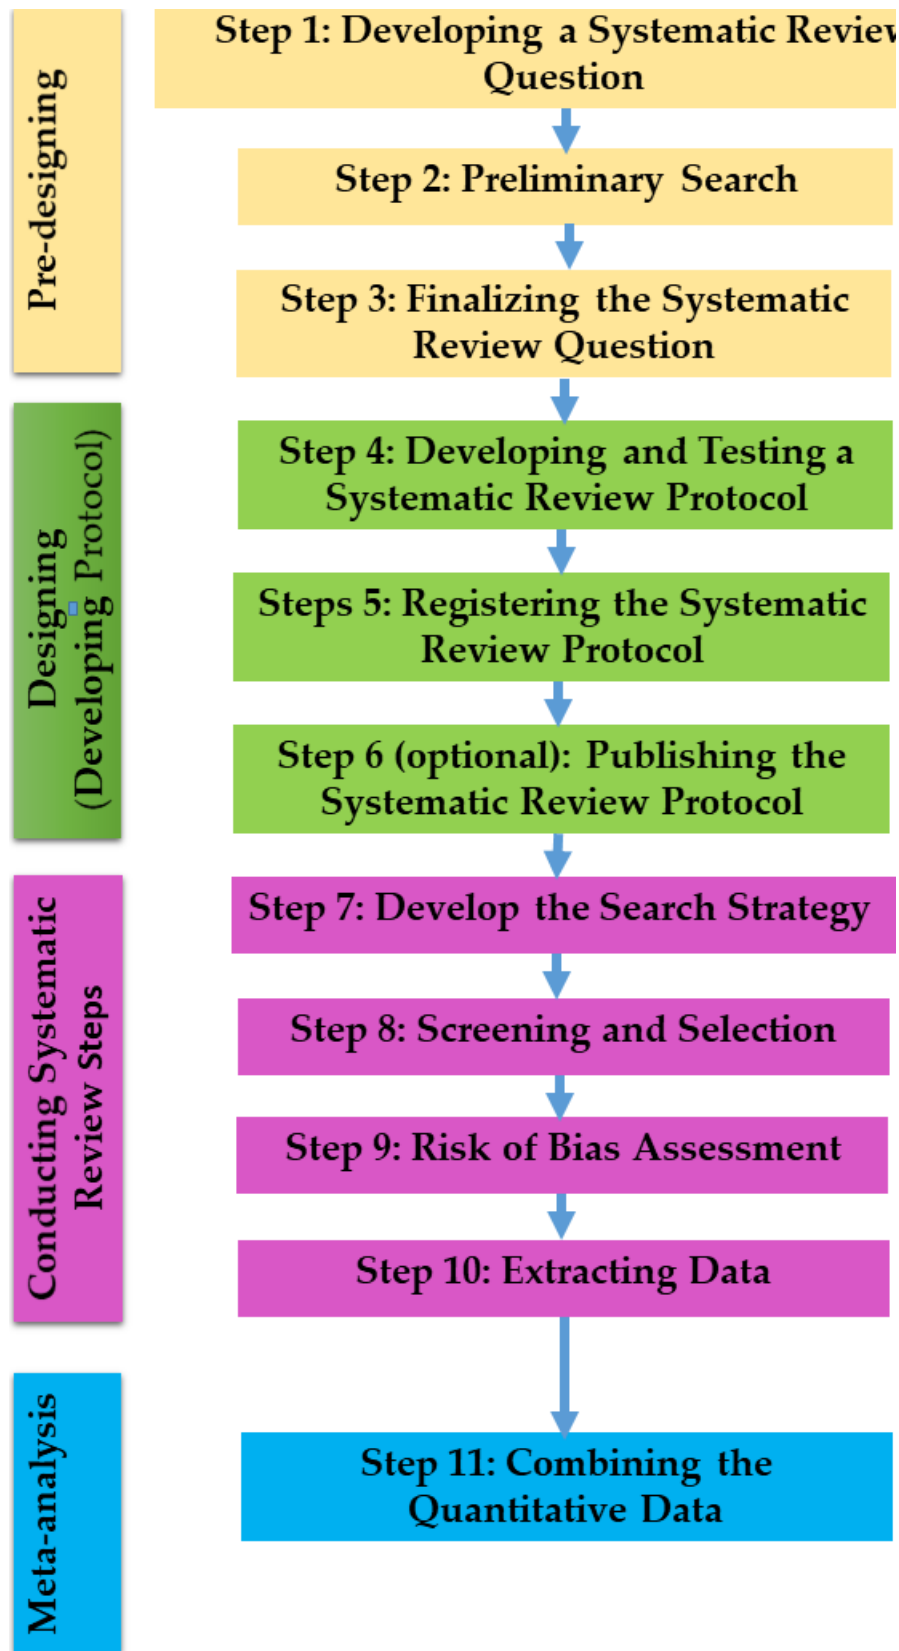 Pre-designing
Step 1: Developing a Systematic Review
Question
Step 2: Preliminary Search
Step 3: Finalizing the Systematic
Review Question
Designing
(Developing Protocol)
Step 4: Developing and Testing a
Systematic Review Protocol
Steps 5: Registering the Systematic
Review Protocol
Step 6 (optional): Publishing the
Systematic Review Protocol
Conducting Systematic
Review Steps
Step 7: Develop the Search Strategy
Step 8: Screening and Selection
Step 9: Risk of Bias Assessment
Step 10: Extracting Data
Meta-analysis
Step 11: Combining the
Quantitative Data